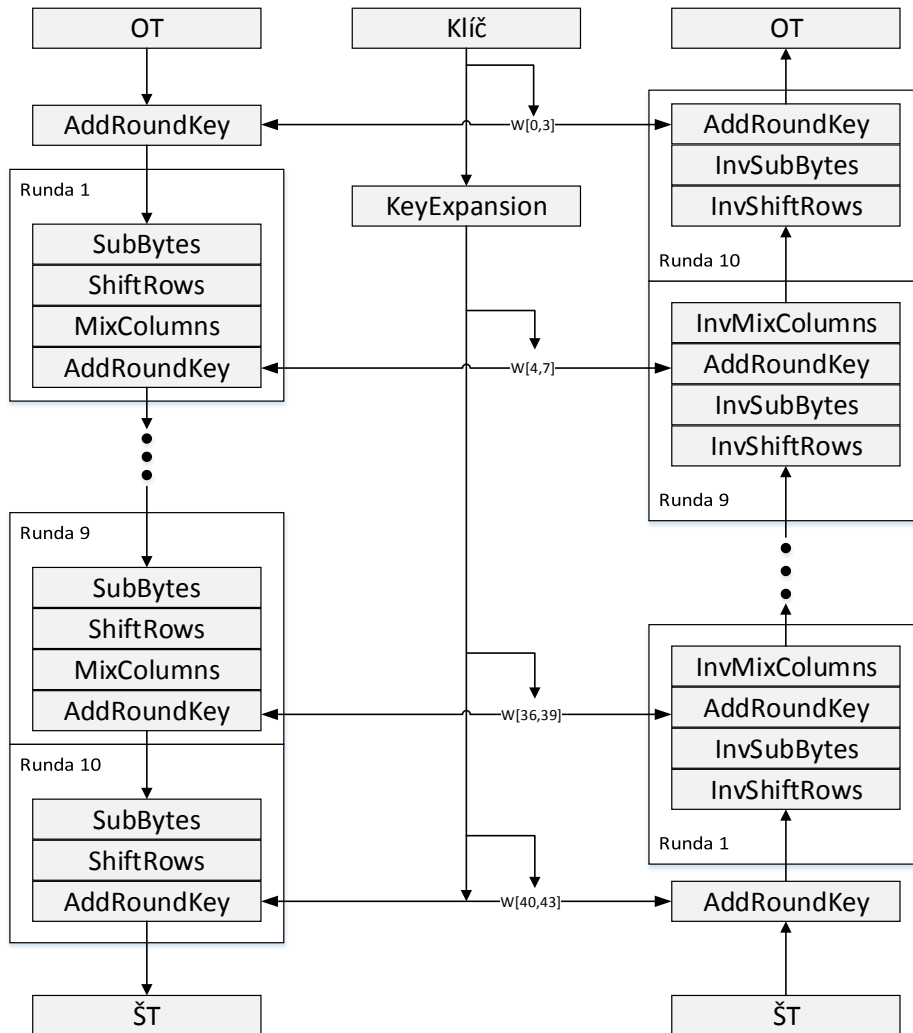 OT
AddRoundKey
Runda 1
SubBytes
ShiftRows
MixColumns
AddRoundKey
Runda 9
SubBytes
ShiftRows
MixColumns
AddRoundKey
Runda 10
SubBytes
ShiftRows
AddRoundKey
ŠT
Klíč
W[0,3]
KeyExpansion
W[4,7]
W[36,39]
W[40,43]
OT
AddRoundKey
InvSubBytes
InvShiftRows
Runda 10
InvMixColumns
AddRoundKey
InvSubBytes
InvShiftRows
Runda 9
InvMixColumns
AddRoundKey
InvSubBytes
InvShiftRows
Runda 1
AddRoundKey
ŠT